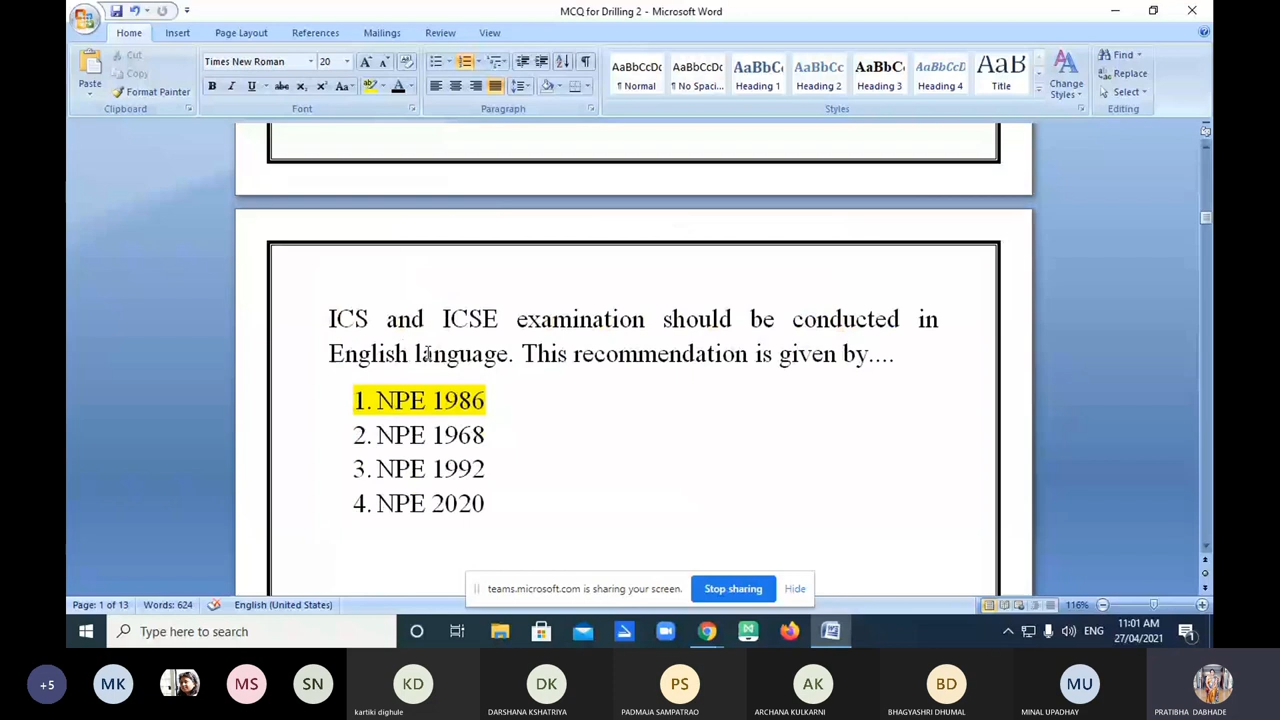 MCQ for Drilling 2 - Microsoft Word
Home Insert Page Layout References Mailings Review View
Paste
Cut
Copy
Format Painter
Clipboard
Times New Roman 20
Font
Paragraph
AaBbCcDc AaBbCcDc AaBbC AaBbCc AaBbCc AaBbCcD AaB
¶ Normal ¶ No Spaci... Heading 1 Heading 2 Heading 3 Heading 4 Title
Change Styles
Styles
Find
Replace
Select
Editing
ICS and ICSE examination should be conducted in
English language. This recommendation is given by....
1. NPE 1986
2. NPE 1968
3. NPE 1992
4. NPE 2020
teams.microsoft.com is sharing your screen. Stop sharing Hide
Page: 1 of 13 Words: 624 English (United States) 116%
Type here to search
ENG
11:01 AM
27/04/2021
+5 MK MS SN KD DK PS AK BD MU
kartiki dighule DARSHANA KSHATRIYA PADMAJA SAMPATRAO ARCHANA KULKARNI BHAGYASHRI DHUMAL MINAL UPADHAY PRATIBHA DABHADE